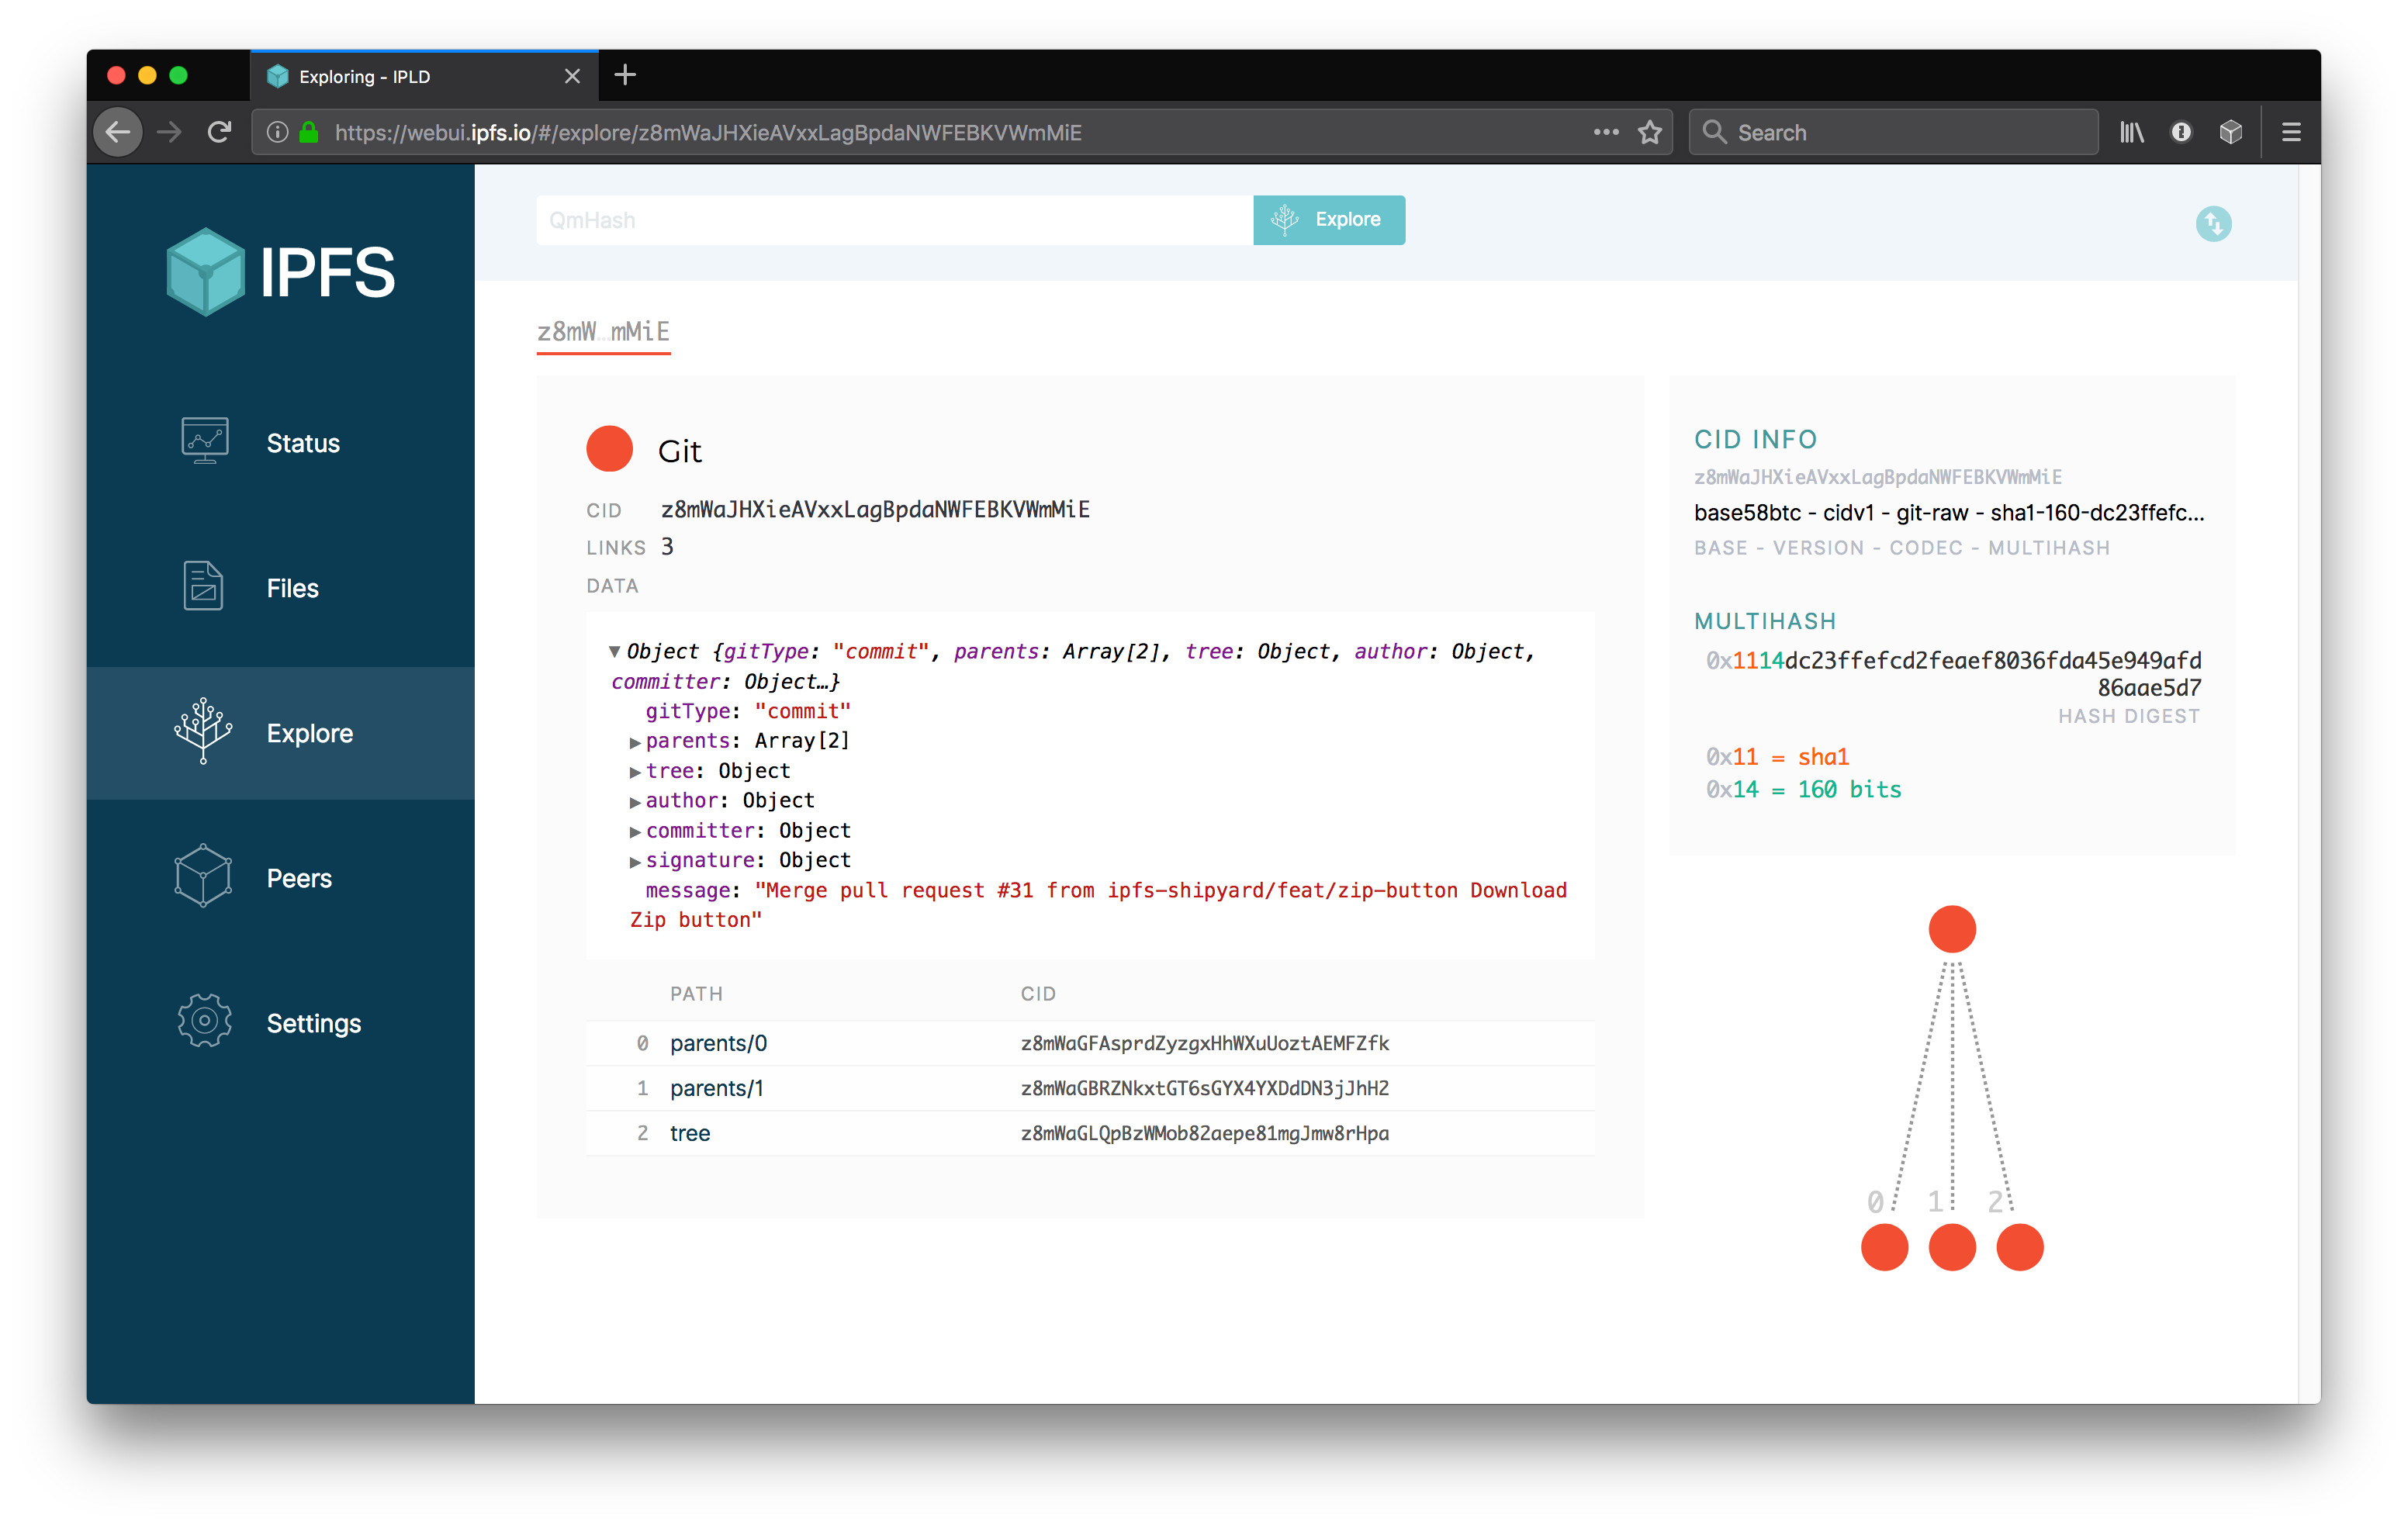 Exploring - IPLD
https://webui.ipfs.io/#/explore/z8mWaJHXieAVxxLagBpdaNWFEBKVWmMiE
Search
IPFS
Status
Files
Explore
Peers
Settings
QmHash
Explore
z8mW...mMiE
Git
CID z8mWaJHXieAVxxLagBpdaNWFEBKVWmMiE
LINKS 3
DATA
▼Object {gitType: "commit", parents: Array[2], tree: Object, author: Object,
committer: Object…}
gitType: "commit"
▶parents: Array[2]
▶tree: Object
▶author: Object
▶committer: Object
▶signature: Object
message: "Merge pull request #31 from ipfs-shipyard/feat/zip-button Download
Zip button"
PATH CID
0 parents/0 z8mWaGFAsprdZyzgxHhWXuUoztAEMFZfk
1 parents/1 z8mWaGBRZNkxtGT6sGYX4YXDdDN3jJhH2
2 tree z8mWaGLQpBzWMob82aepe81mgJmw8rHpa
CID INFO
z8mWaJHXieAVxxLagBpdaNWFEBKVWmMiE
base58btc - cidv1 - git-raw - sha1-160-dc23ffefc...
BASE - VERSION - CODEC - MULTIHASH
MULTIHASH
0x1114dc23ffefcd2feaef8036fda45e949afd
86aae5d7
HASH DIGEST
0x11 = sha1
0x14 = 160 bits
0 1 2